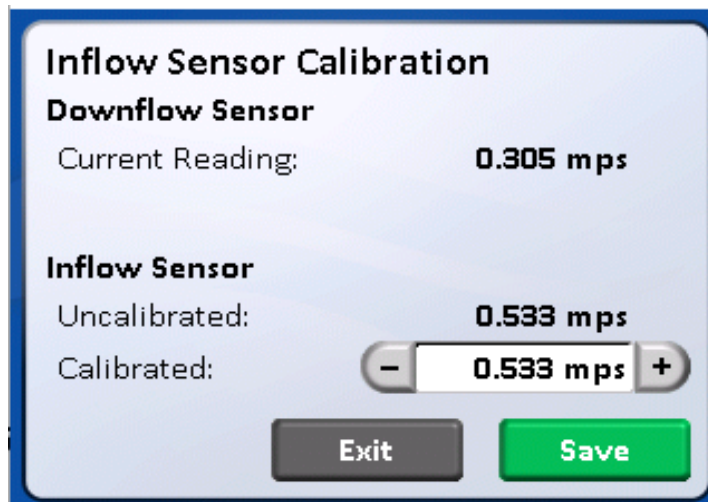 Inflow Sensor Calibration
Downflow Sensor
Current Reading: 0.305 mps
Inflow Sensor
Uncalibrated: 0.533 mps
Calibrated: - 0.533 mps +
Exit Save